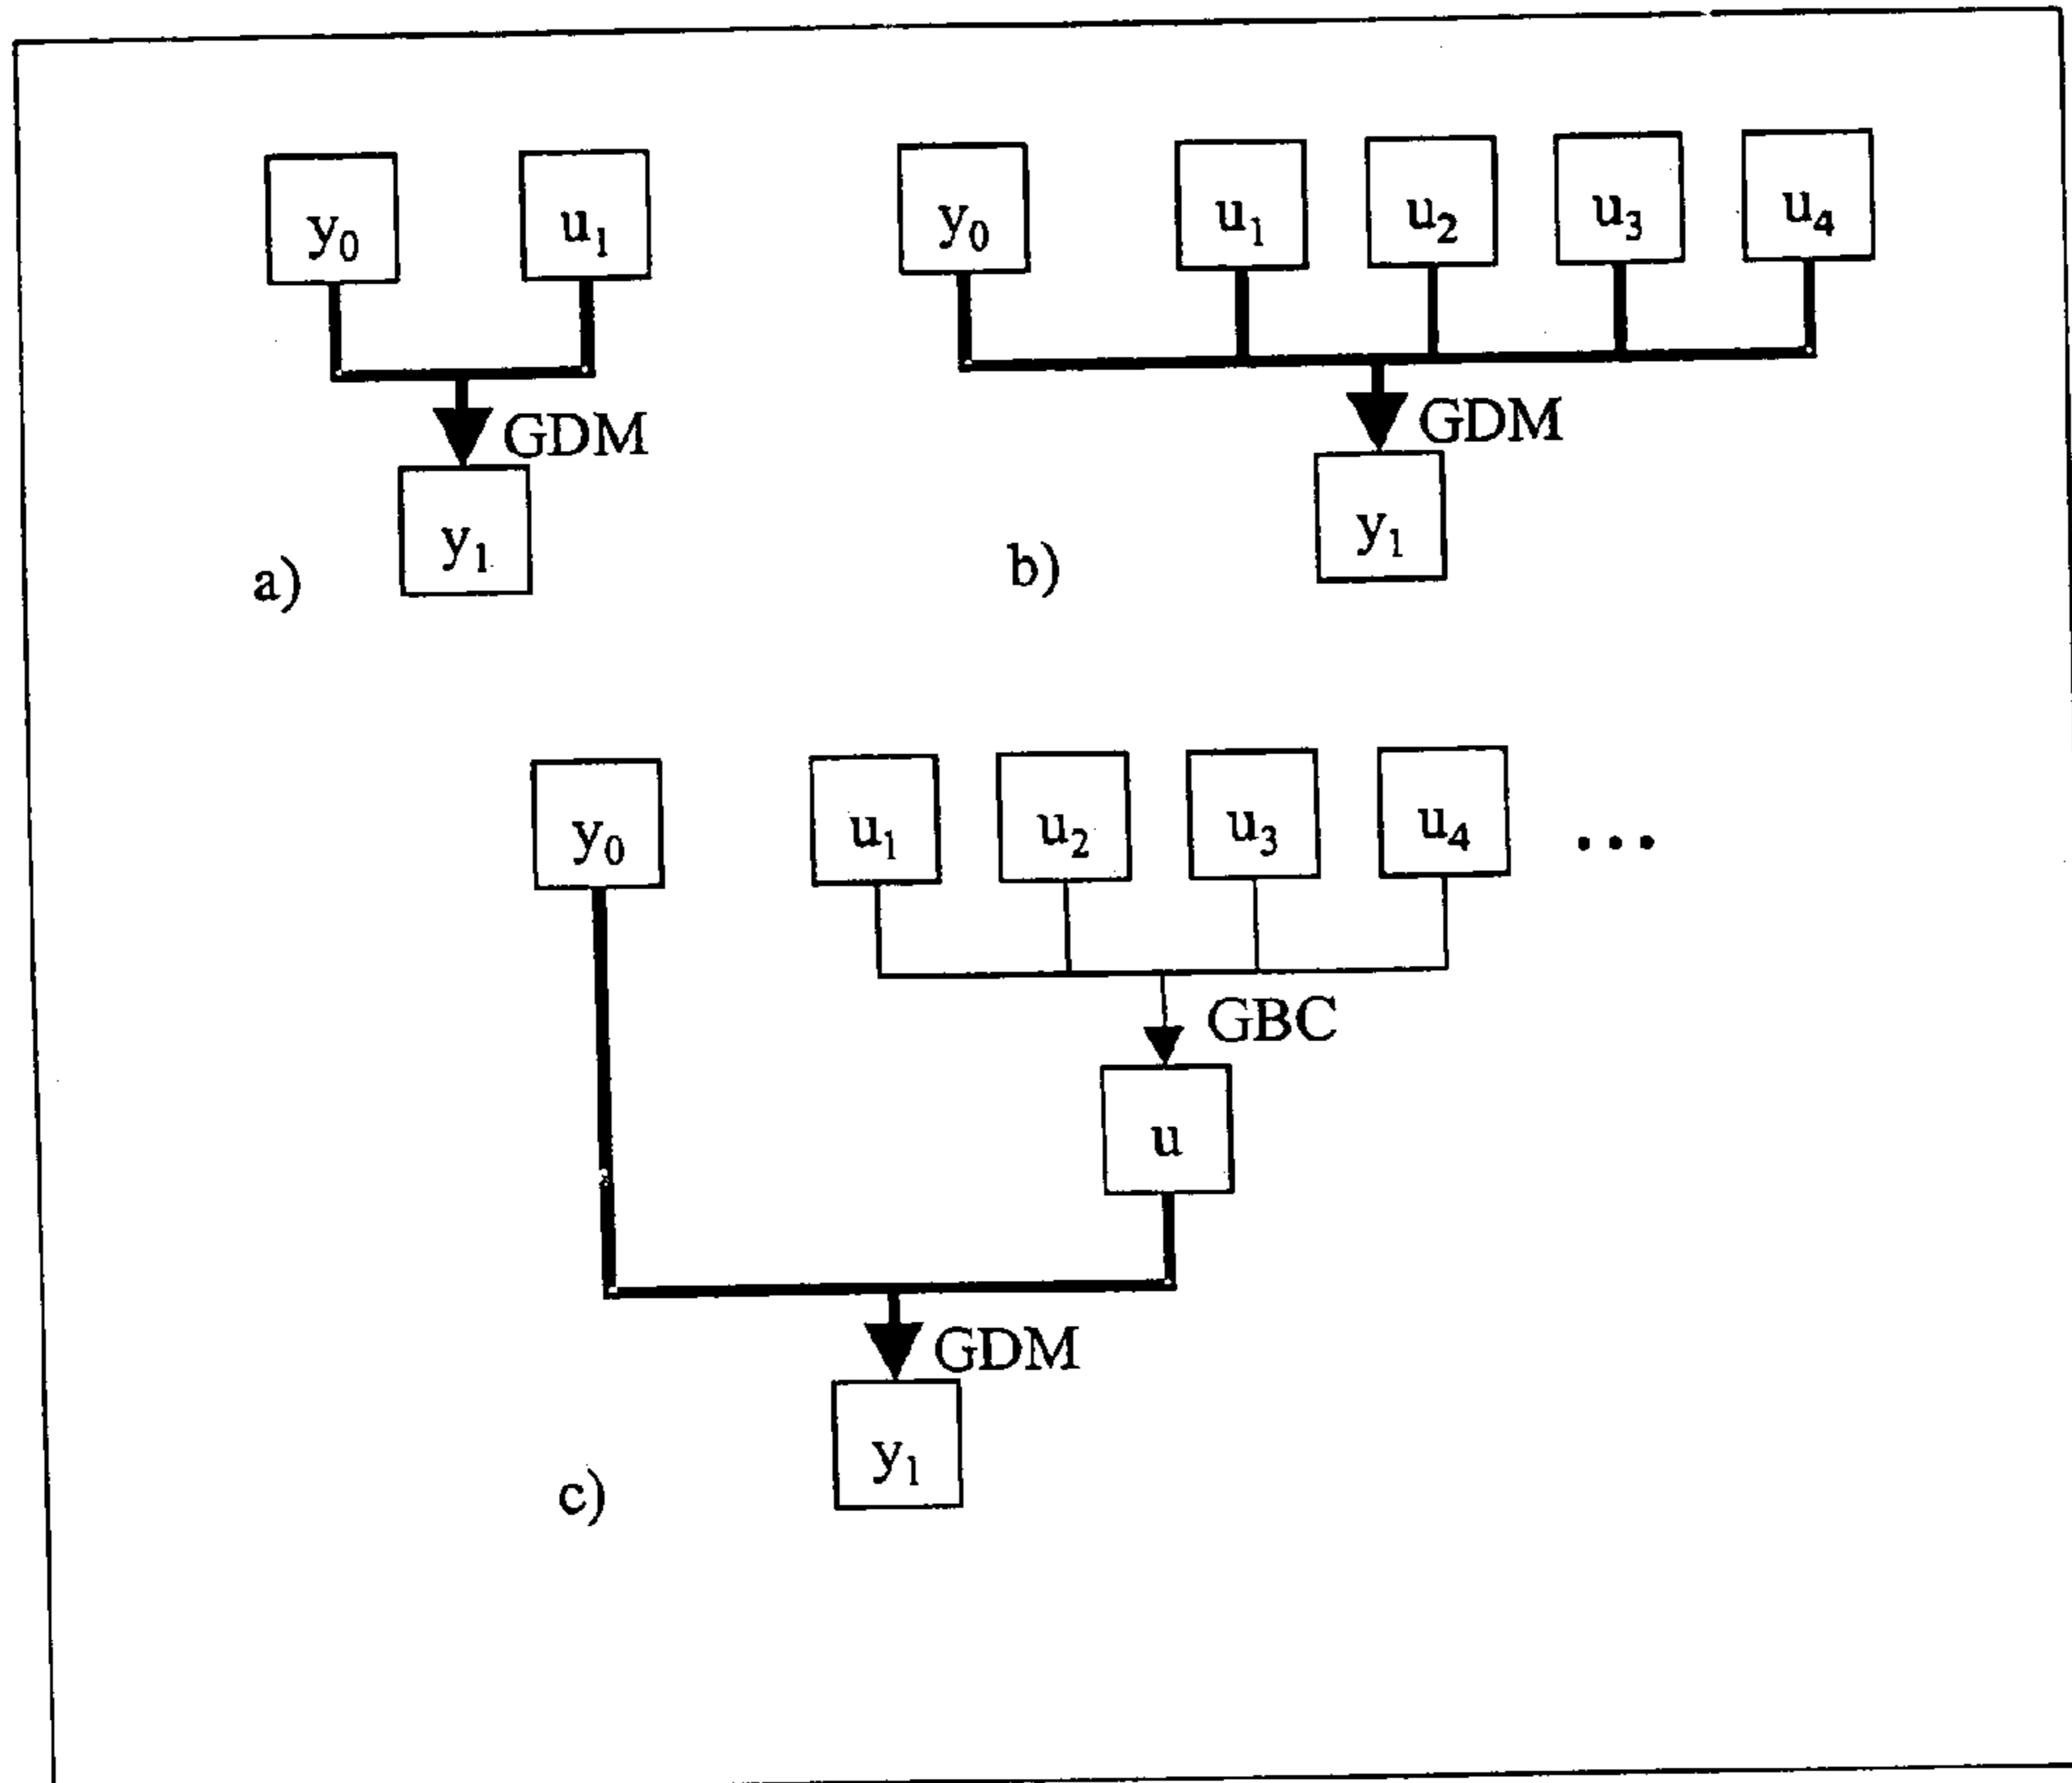 y₀ u₁
GDM
y₁
a)
y₀ u₁ u₂ u₃ u₄
GDM
y₁
b)
y₀ u₁ u₂ u₃ u₄ ...
GBC
u
GDM
y₁
c)